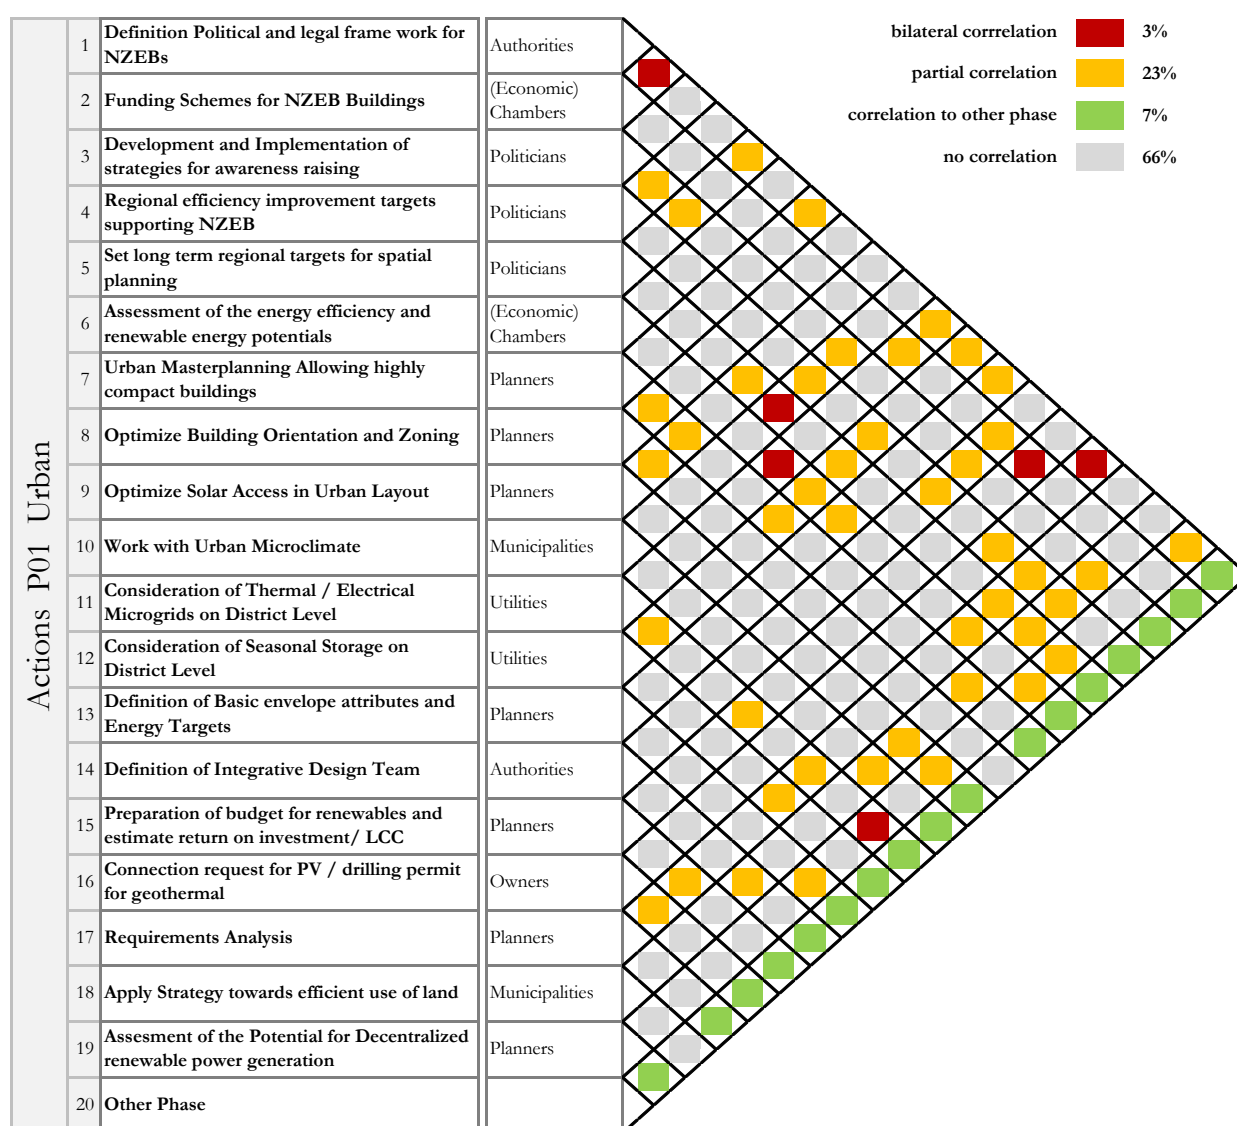 bilateral corrrelation 3%
partial correlation 23%
correlation to other phase 7%
no correlation 66%
Actions P01 Urban
1 Definition Political and legal frame work for
NZEBs
Authorities
2 Funding Schemes for NZEB Buildings
(Economic)
Chambers
3 Development and Implementation of
strategies for awareness raising
Politicians
4 Regional efficiency improvement targets
supporting NZEB
Politicians
5 Set long term regional targets for spatial
planning
Politicians
6 Assessment of the energy efficiency and
renewable energy potentials
(Economic)
Chambers
7 Urban Masterplanning Allowing highly
compact buildings
Planners
8 Optimize Building Orientation and Zoning
Planners
9 Optimize Solar Access in Urban Layout
Planners
10 Work with Urban Microclimate
Municipalities
11 Consideration of Thermal / Electrical
Microgrids on District Level
Utilities
12 Consideration of Seasonal Storage on
District Level
Utilities
13 Definition of Basic envelope attributes and
Energy Targets
Planners
14 Definition of Integrative Design Team
Authorities
15 Preparation of budget for renewables and
estimate return on investment/ LCC
Planners
16 Connection request for PV / drilling permit
for geothermal
Owners
17 Requirements Analysis
Planners
18 Apply Strategy towards efficient use of land
Municipalities
19 Assesment of the Potential for Decentralized
renewable power generation
Planners
20 Other Phase